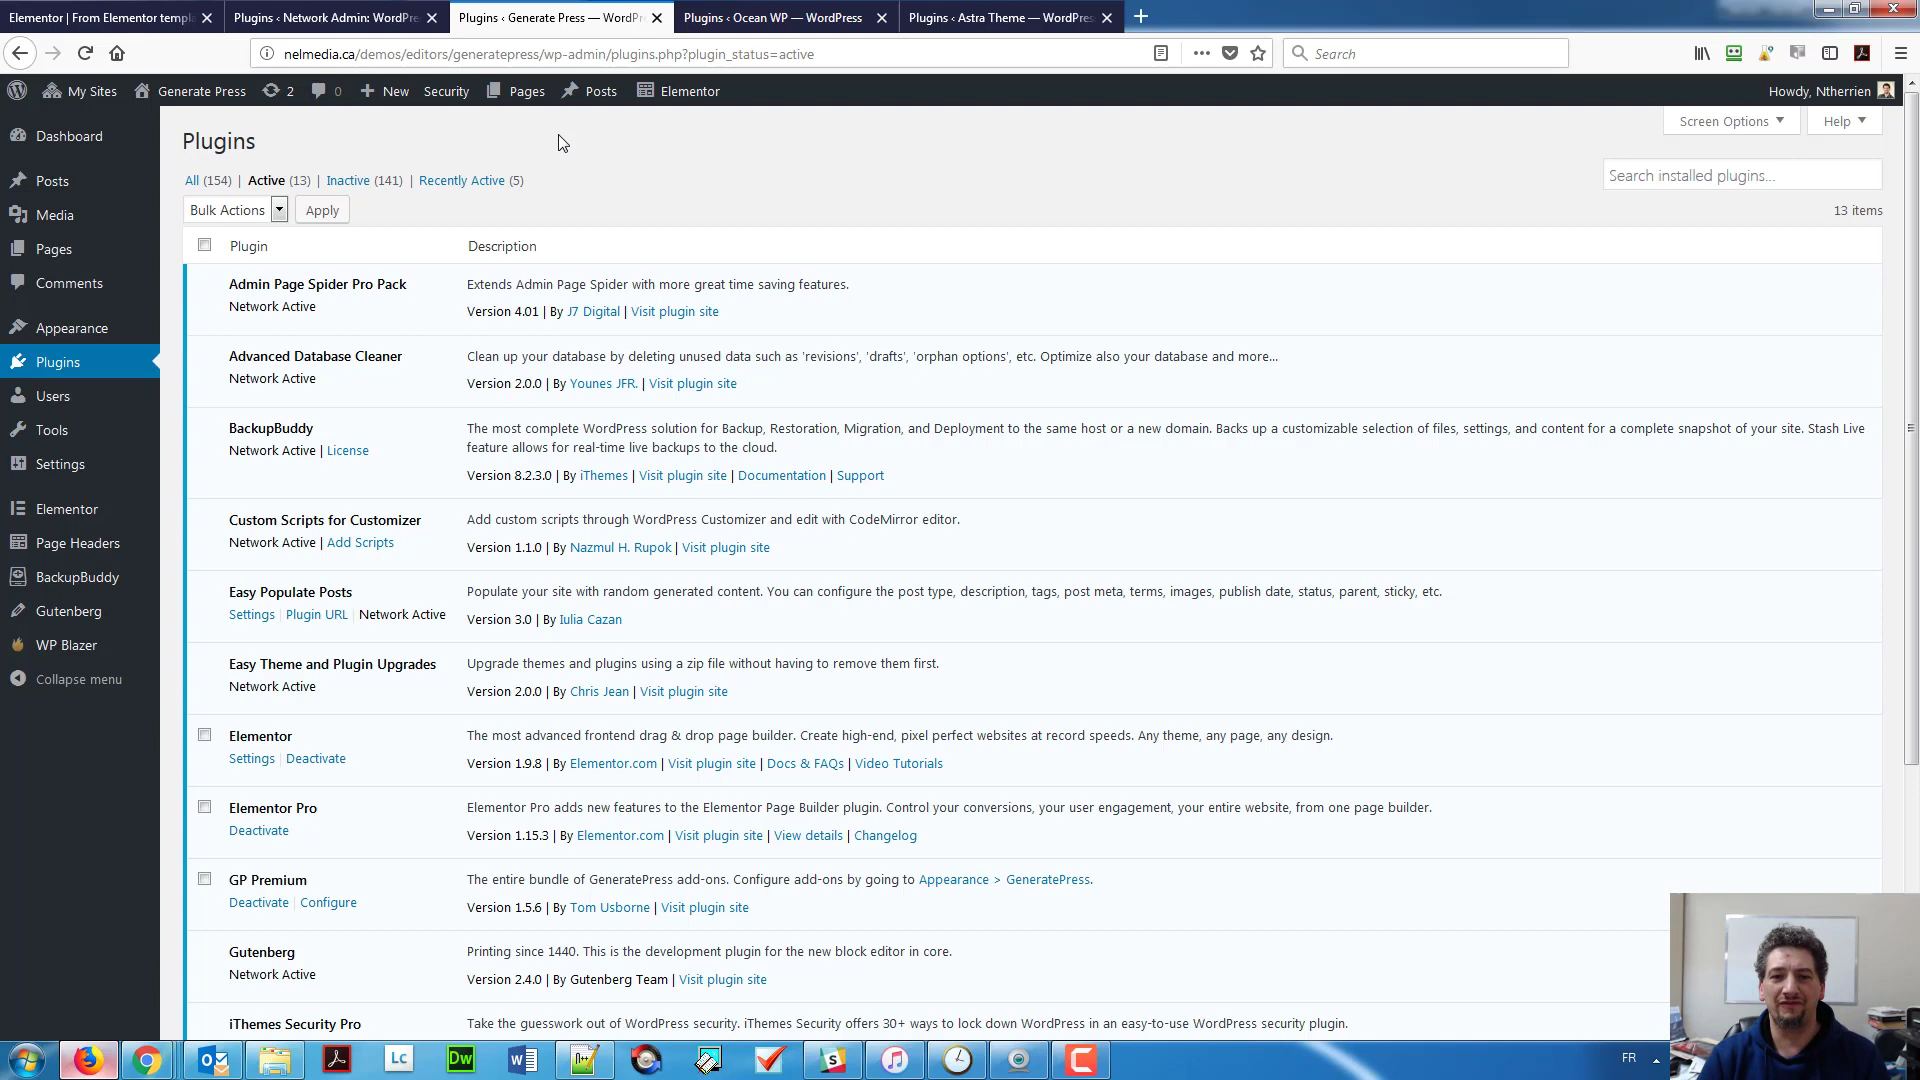 Elementor | From Elementor templ
Plugins ‹ Network Admin: WordPre
Plugins ‹ Generate Press — WordPr
Plugins ‹ Ocean WP — WordPress
Plugins ‹ Astra Theme — WordPres
nelmedia.ca/demos/editors/generatepress/wp-admin/plugins.php?plugin_status=active
Search
My Sites
Generate Press
2
0
New
Security
Pages
Posts
Elementor
Howdy, Ntherrien
Dashboard
Posts
Media
Pages
Comments
Appearance
Plugins
Users
Tools
Settings
Elementor
Page Headers
BackupBuddy
Gutenberg
WP Blazer
Collapse menu
Screen Options
Help
Plugins
All (154) | Active (13) | Inactive (141) | Recently Active (5)
Search installed plugins...
Bulk Actions
Apply
13 items
Plugin
Description
Admin Page Spider Pro Pack
Network Active
Extends Admin Page Spider with more great time saving features.
Version 4.01 | By J7 Digital | Visit plugin site
Advanced Database Cleaner
Network Active
Clean up your database by deleting unused data such as 'revisions', 'drafts', 'orphan options', etc. Optimize also your database and more...
Version 2.0.0 | By Younes JFR. | Visit plugin site
BackupBuddy
Network Active | License
The most complete WordPress solution for Backup, Restoration, Migration, and Deployment to the same host or a new domain. Backs up a customizable selection of files, settings, and content for a complete snapshot of your site. Stash Live
feature allows for real-time live backups to the cloud.
Version 8.2.3.0 | By iThemes | Visit plugin site | Documentation | Support
Custom Scripts for Customizer
Network Active | Add Scripts
Add custom scripts through WordPress Customizer and edit with CodeMirror editor.
Version 1.1.0 | By Nazmul H. Rupok | Visit plugin site
Easy Populate Posts
Settings | Plugin URL | Network Active
Populate your site with random generated content. You can configure the post type, description, tags, post meta, terms, images, publish date, status, parent, sticky, etc.
Version 3.0 | By Iulia Cazan
Easy Theme and Plugin Upgrades
Network Active
Upgrade themes and plugins using a zip file without having to remove them first.
Version 2.0.0 | By Chris Jean | Visit plugin site
Elementor
Settings | Deactivate
The most advanced frontend drag & drop page builder. Create high-end, pixel perfect websites at record speeds. Any theme, any page, any design.
Version 1.9.8 | By Elementor.com | Visit plugin site | Docs & FAQs | Video Tutorials
Elementor Pro
Deactivate
Elementor Pro adds new features to the Elementor Page Builder plugin. Control your conversions, your user engagement, your entire website, from one page builder.
Version 1.15.3 | By Elementor.com | Visit plugin site | View details | Changelog
GP Premium
Deactivate | Configure
The entire bundle of GeneratePress add-ons. Configure add-ons by going to Appearance > GeneratePress.
Version 1.5.6 | By Tom Usborne | Visit plugin site
Gutenberg
Network Active
Printing since 1440. This is the development plugin for the new block editor in core.
Version 2.4.0 | By Gutenberg Team | Visit plugin site
iThemes Security Pro
Take the guesswork out of WordPress security. iThemes Security offers 30+ ways to lock down WordPress in an easy-to-use WordPress security plugin.
Lc
Dw
FR